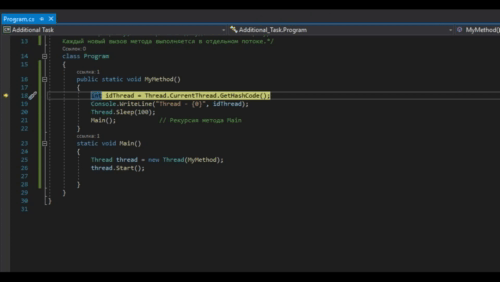 Program.cs
Additional Task Additional_Task.Program MyMethod()
13 Каждый новый вызов метода выполняется в отдельном потоке.*/
Ссылок: 0
14 class Program
15 {
ссылка: 1
16 public static void MyMethod()
17 {
18 int idThread = Thread.CurrentThread.GetHashCode();
19 Console.WriteLine("Thread - {0}", idThread);
20 Thread.Sleep(100);
21 Main(); // Рекурсия метода Main
22 }
ссылка: 1
23 static void Main()
24 {
25 Thread thread = new Thread(MyMethod);
26 thread.Start();
27
28 }
29 }
30 }
31